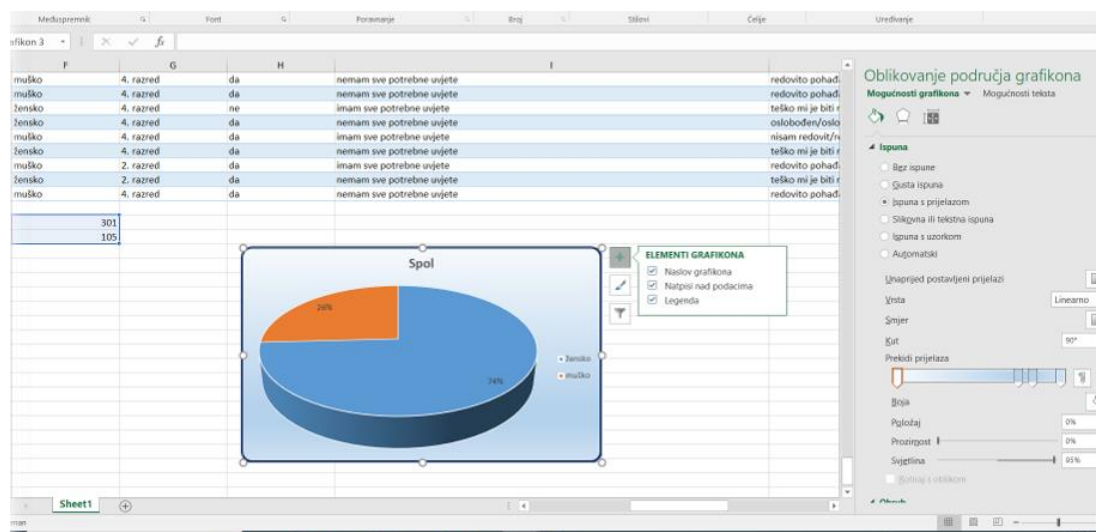 Međuspremnik Font Poravnanje Broj Stilovi Ćelije Uređivanje
afikon 3 fx
F G H I
muško 4. razred da nemam sve potrebne uvjete redovito pohađ
muško 4. razred da nemam sve potrebne uvjete redovito pohađ
žensko 4. razred ne imam sve potrebne uvjete teško mi je biti r
žensko 4. razred da nemam sve potrebne uvjete oslobođen/oslo
muško 4. razred da imam sve potrebne uvjete nisam redovit/re
žensko 4. razred da nemam sve potrebne uvjete teško mi je biti r
muško 2. razred da imam sve potrebne uvjete redovito pohađ
žensko 2. razred da nemam sve potrebne uvjete teško mi je biti r
muško 4. razred da nemam sve potrebne uvjete redovito pohađ
301
105
Spol
26%
74%
žensko
muško
ELEMENTI GRAFIKONA
Naslov grafikona
Natpisi nad podacima
Legenda
Oblikovanje područja grafikona
Mogućnosti grafikona Mogućnosti teksta
Ispuna
Bez ispune
Gusta ispuna
Ispuna s prijelazom
Slikovna ili tekstna ispuna
Ispuna s uzorkom
Automatski
Unaprijed postavljeni prijelazi
Vrsta Linearno
Smjer
Kut 90°
Prekidi prijelaza
Boja
Položaj 0%
Prozirnost 0%
Svjetlina 95%
Rotiraj s oblikom
Obrub
Sheet1